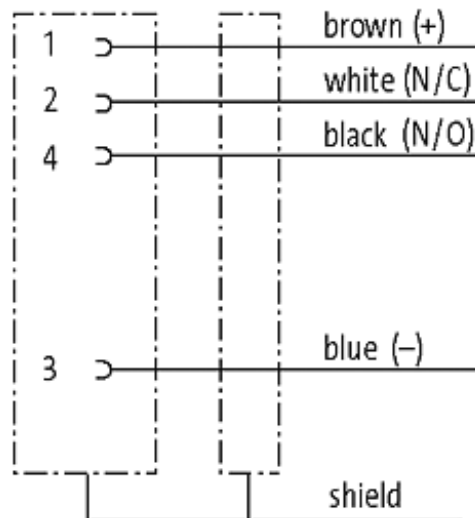 1 brown (+)
2 white (N/C)
4 black (N/O)
3 blue (–)
shield